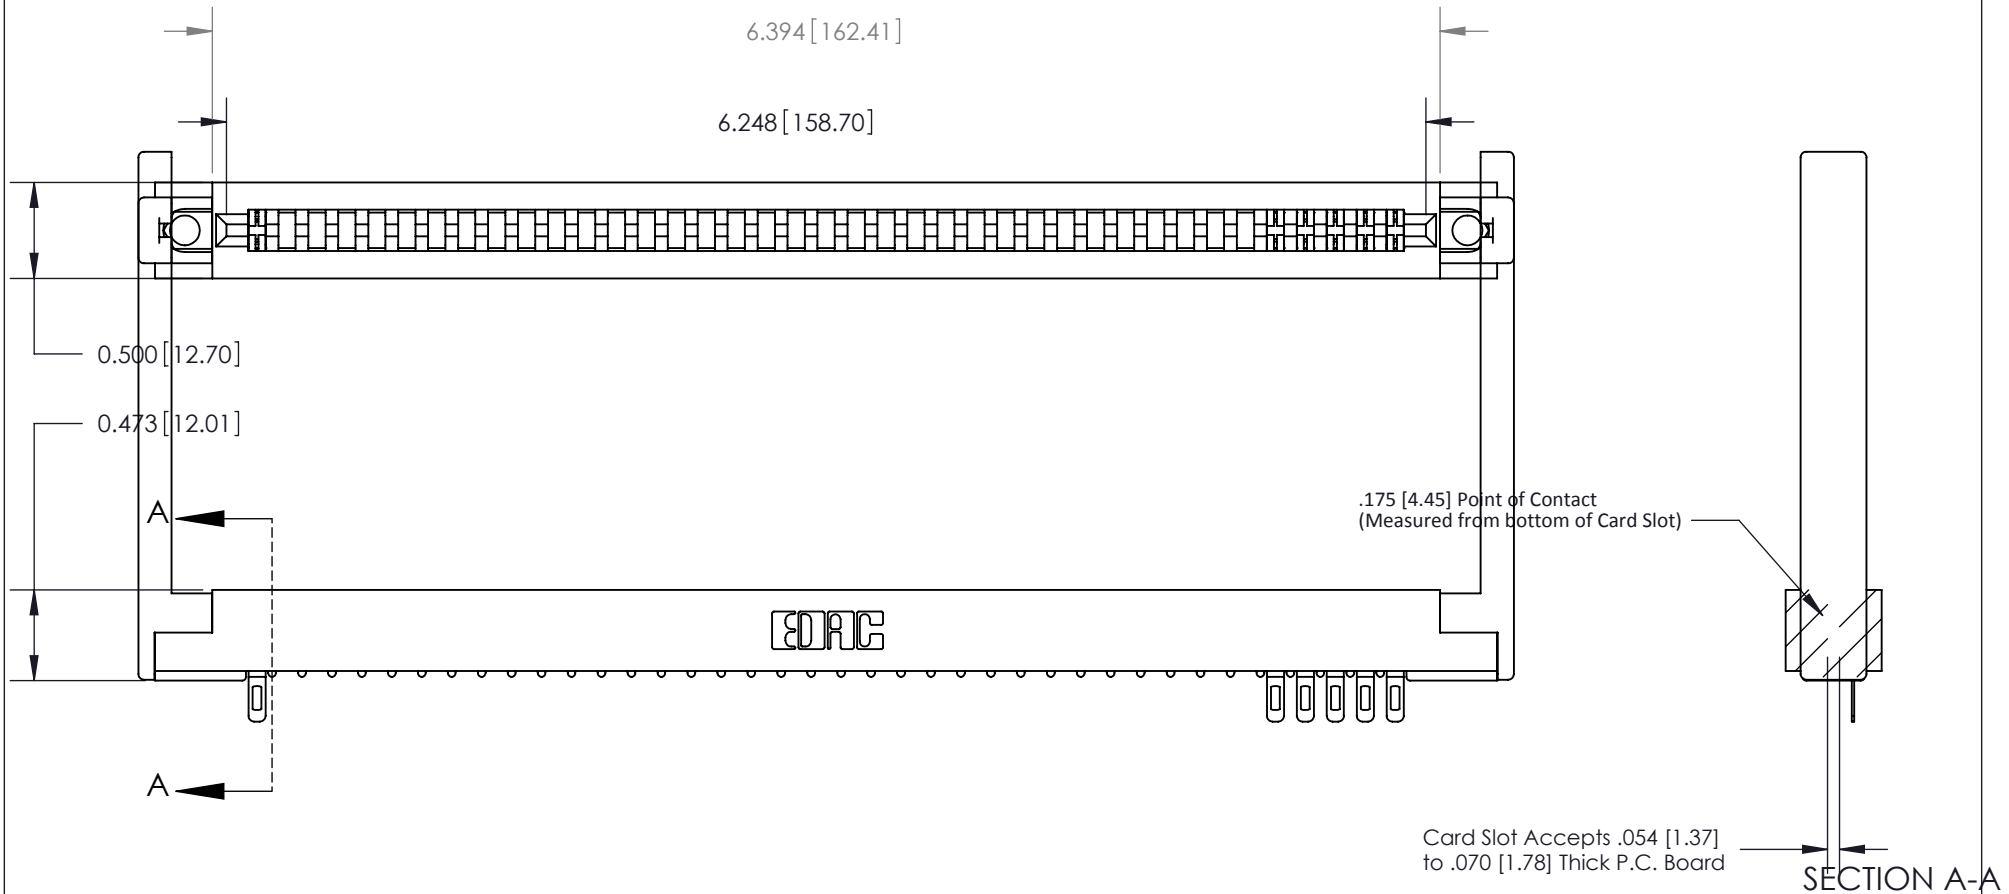 6.394[162.41]
6.248[158.70]
0.500[12.70]
0.473[12.01]
A
.175 [4.45] Point of Contact
(Measured from bottom of Card Slot)
EDAC
A
Card Slot Accepts .054 [1.37]
to .070 [1.78] Thick P.C. Board
SECTION A-A